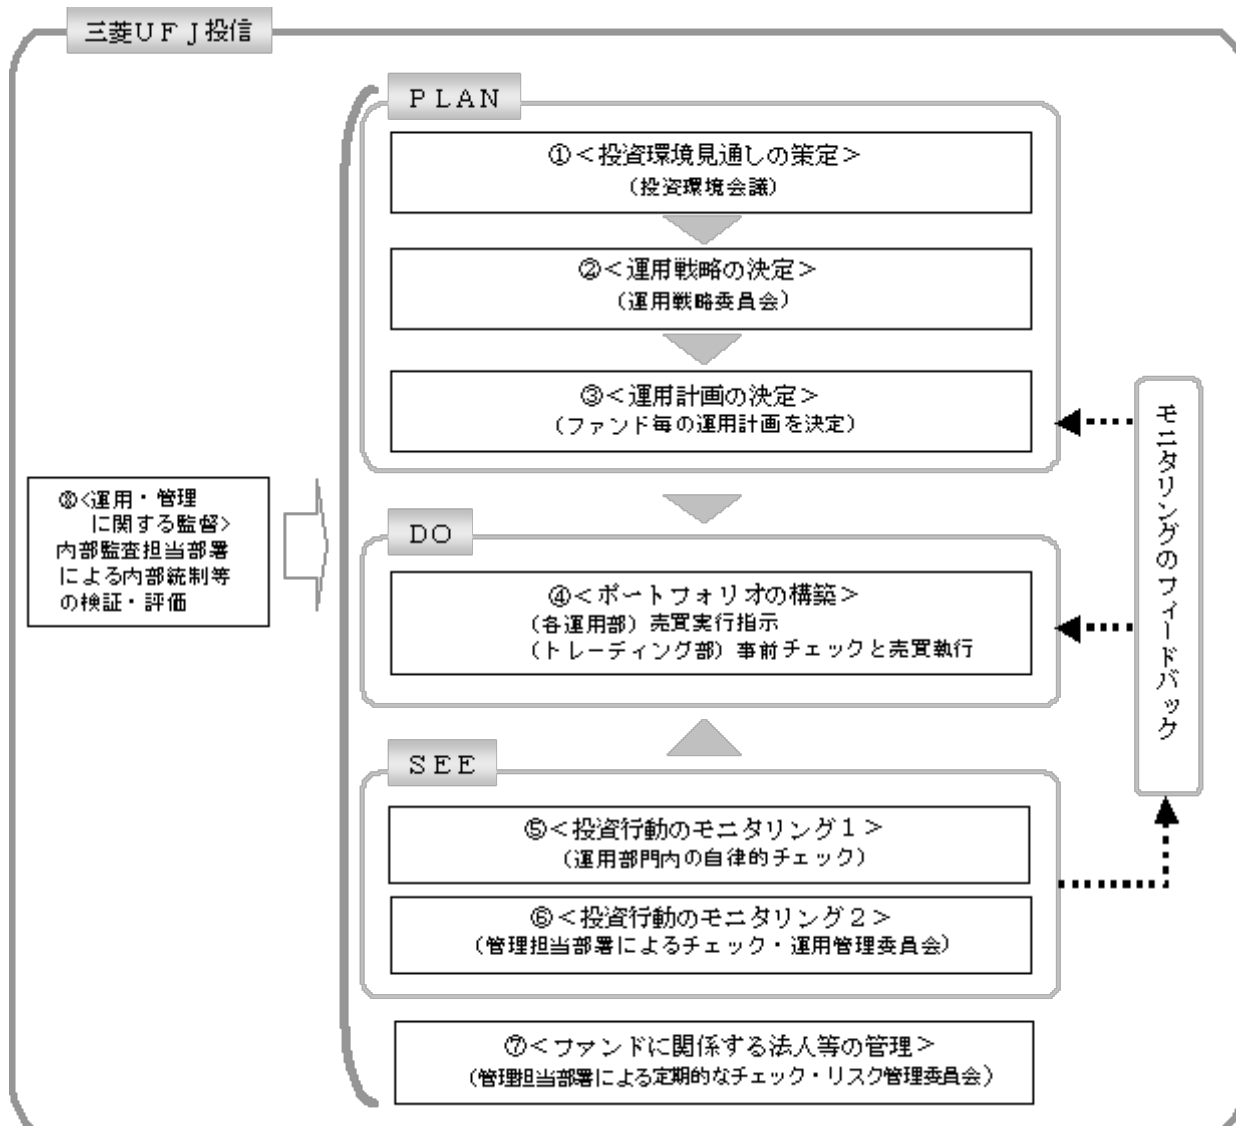 三菱ＵＦＪ投信
ＰＬＡＮ
①＜投資環境見通しの策定＞
（投資環境会議）
②＜運用戦略の決定＞
（運用戦略委員会）
③＜運用計画の決定＞
（ファンド毎の運用計画を決定）
モニタリングのフィードバック
⑧＜運用・管理
に関する監督＞
内部監査担当部署
による内部統制等
の検証・評価
ＤＯ
④＜ポートフォリオの構築＞
（各運用部）売買実行指示
（トレーディング部）事前チェックと売買執行
ＳＥＥ
⑤＜投資行動のモニタリング１＞
（運用部門内の自律的チェック）
⑥＜投資行動のモニタリング２＞
（管理担当部署によるチェック・運用管理委員会）
⑦＜ファンドに関係する法人等の管理＞
（管理担当部署による定期的なチェック・リスク管理委員会）